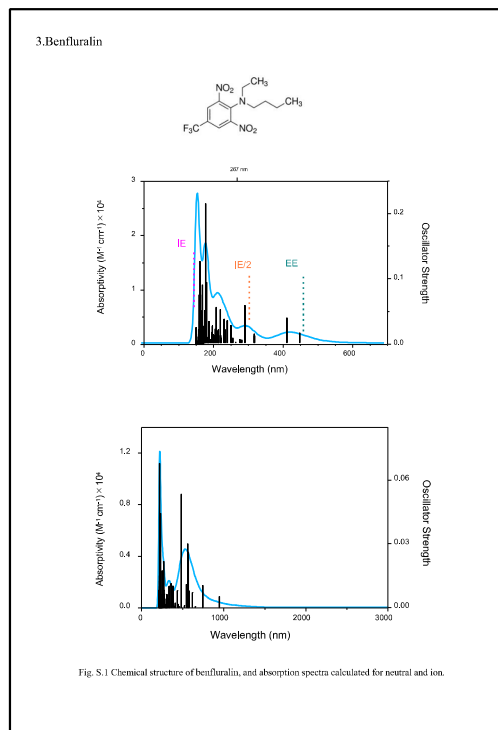 3.Benfluralin
CH₃
NO₂
N
CH₃
F₃C
NO₂
267 nm
3
2
1
0
Absorptivity (M⁻¹ cm⁻¹) × 10⁴
IE
IE/2
EE
0.2
0.1
0.0
Oscillator Strength
0 200 400 600
Wavelength (nm)
1.2
0.8
0.4
0.0
Absorptivity (M⁻¹ cm⁻¹) × 10⁴
0,06
0,03
0,00
Oscillator Strength
0 1000 2000 3000
Wavelength (nm)
Fig. S.1 Chemical structure of benfluralin, and absorption spectra calculated for neutral and ion.